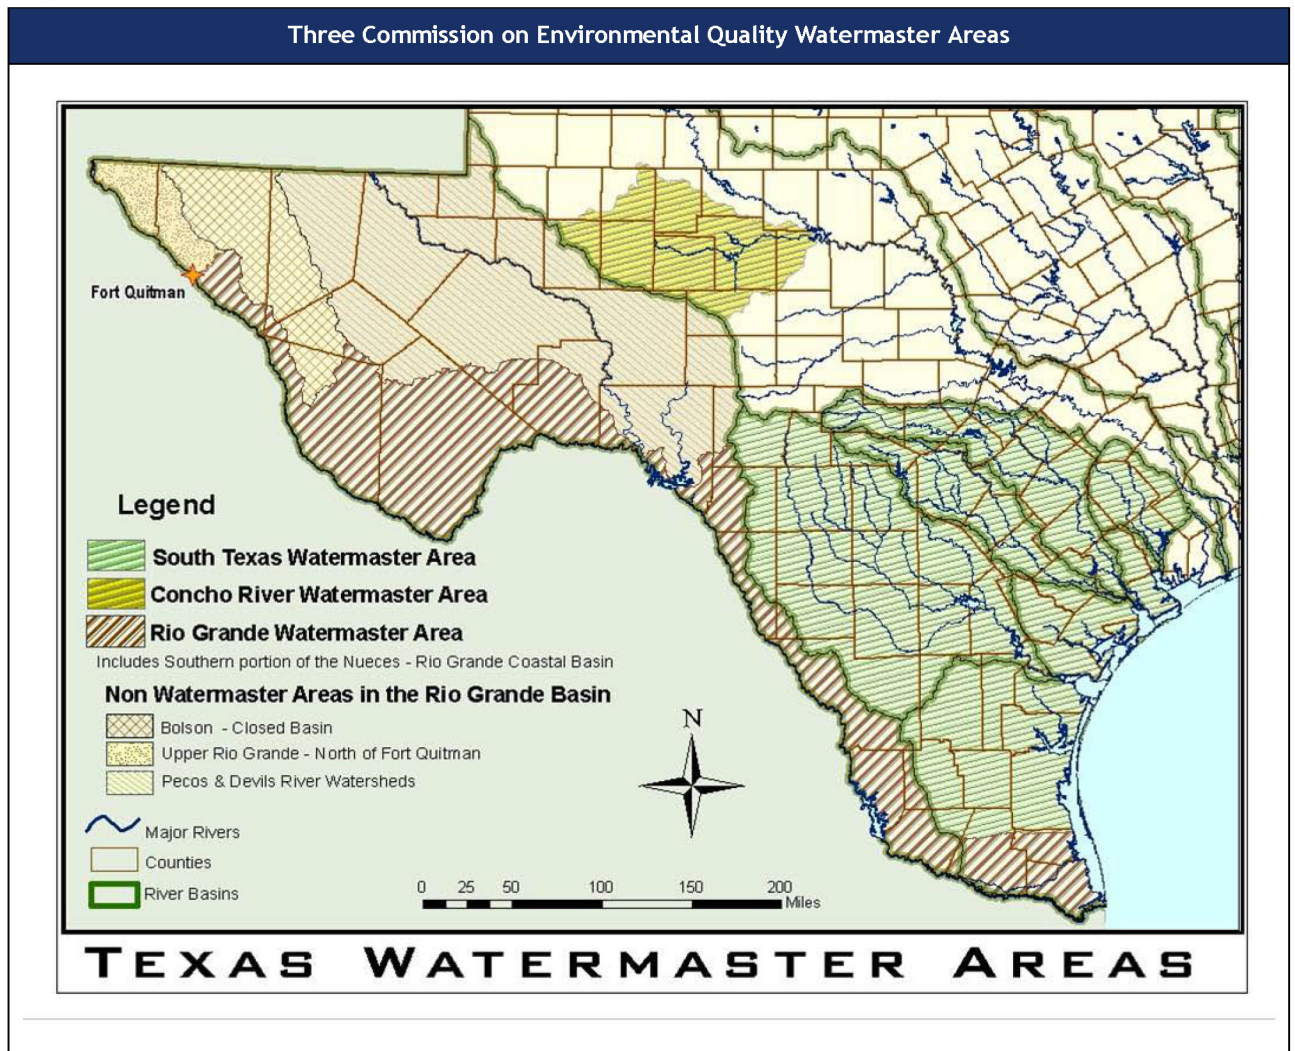 Three Commission on Environmental Quality Watermaster Areas
Fort Quitman
Legend
South Texas Watermaster Area
Concho River Watermaster Area
Rio Grande Watermaster Area
Includes Southern portion of the Nueces - Rio Grande Coastal Basin
Non Watermaster Areas in the Rio Grande Basin
Bolson - Closed Basin
Upper Rio Grande - North of Fort Quitman
Pecos & Devils River Watersheds
Major Rivers
Counties
River Basins
N
0 25 50 100 150 200
Miles
TEXAS WATERMASTER AREAS